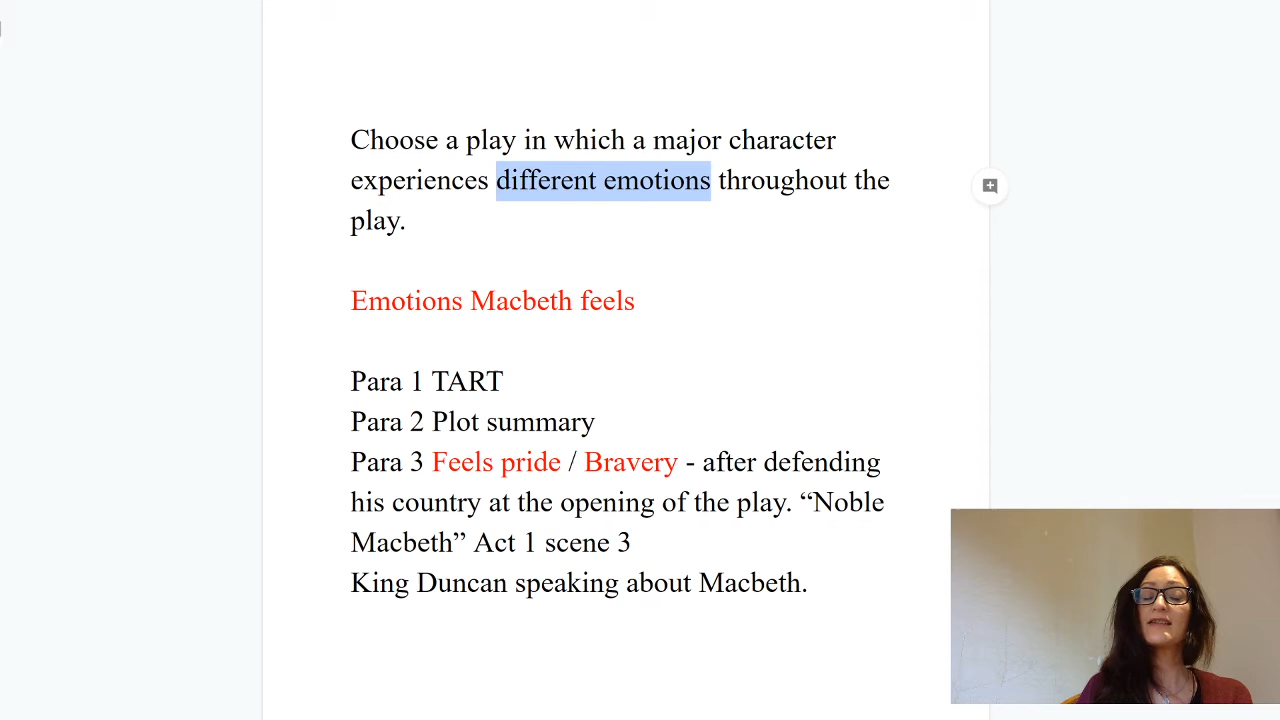 Choose a play in which a major character
experiences different emotions throughout the
play.
Emotions Macbeth feels
Para 1 TART
Para 2 Plot summary
Para 3 Feels pride / Bravery - after defending
his country at the opening of the play. “Noble
Macbeth” Act 1 scene 3
King Duncan speaking about Macbeth.